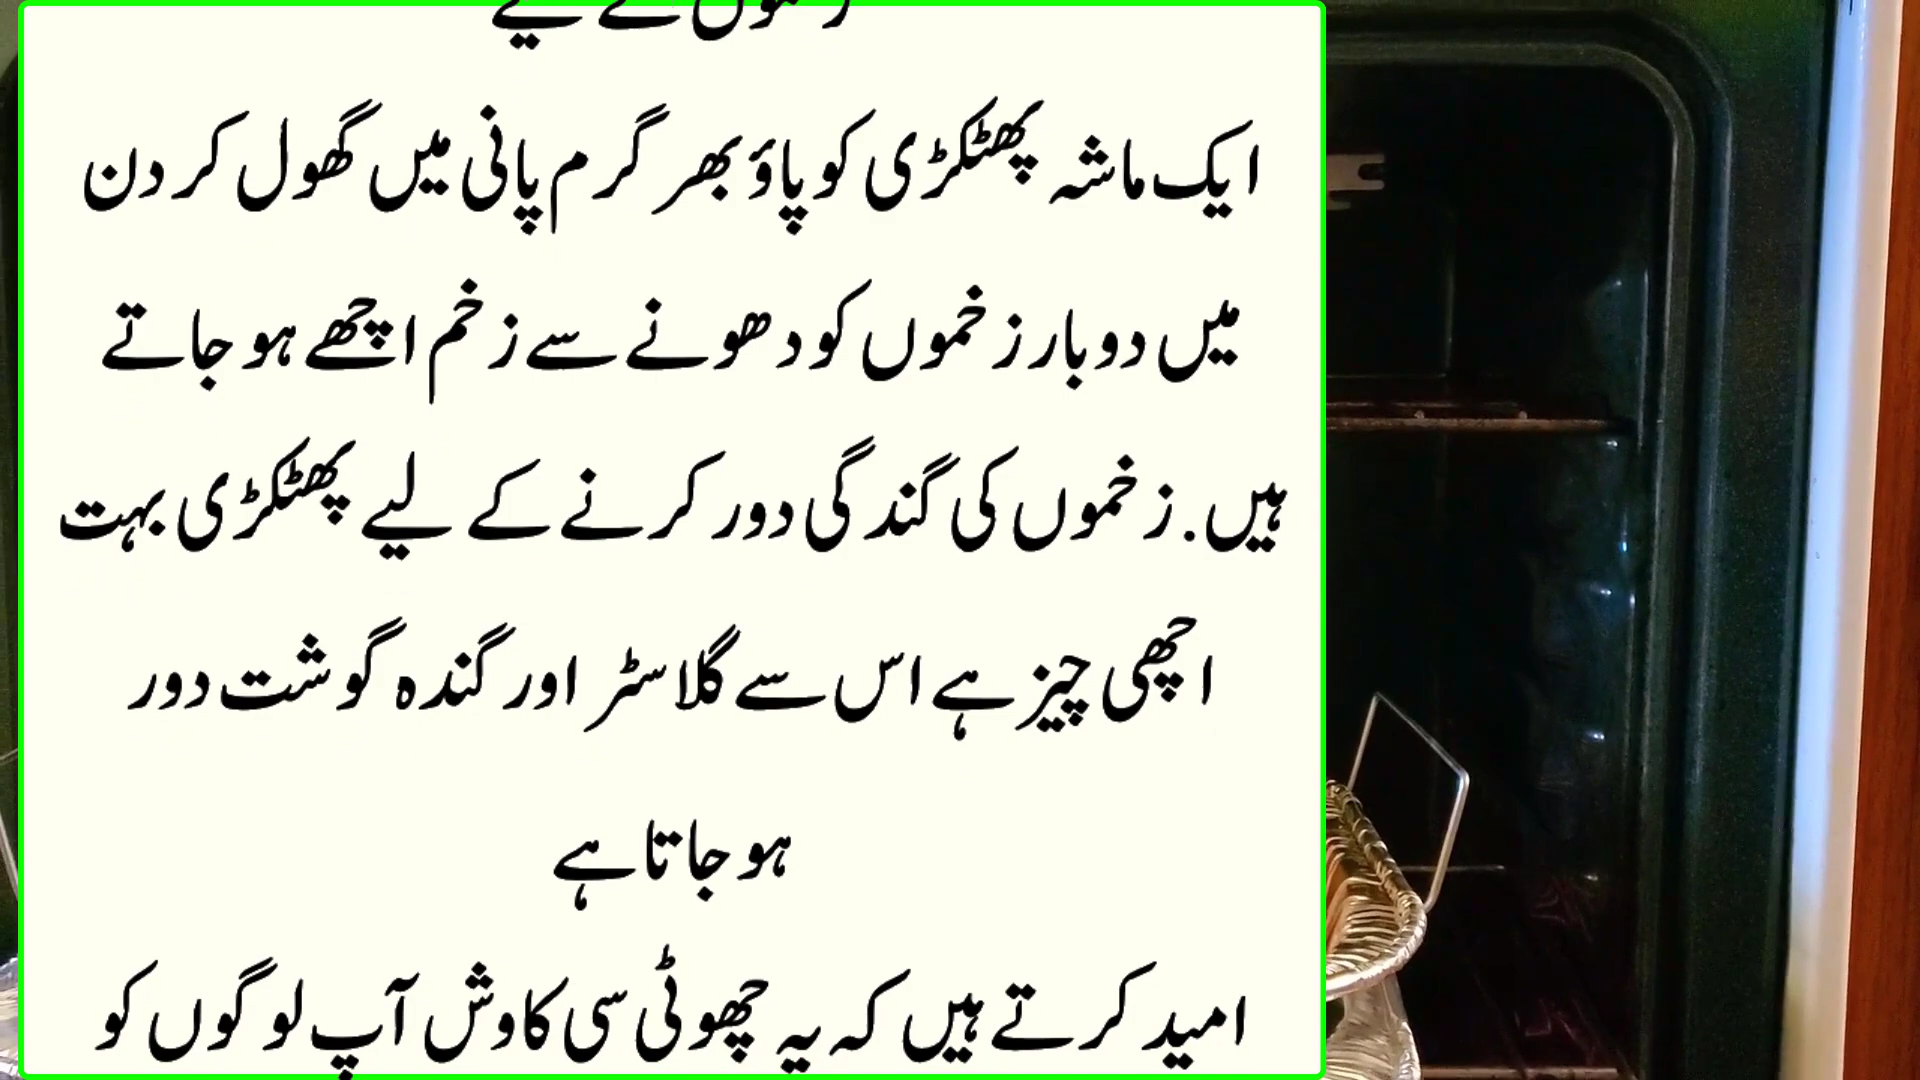 زخموں کے لیے
ایک ماشہ پھٹکڑی کو پاؤ بھر گرم پانی میں گھول کر دن
میں دو بار زخموں کو دھونے سے زخم اچھے ہو جاتے
ہیں. زخموں کی گندگی دور کرنے کے لیے پھٹکڑی بہت
اچھی چیز ہے اس سے گلاسٹر اور گندہ گوشت دور
ہو جاتا ہے
امید کرتے ہیں کہ یہ چھوٹی سی کاوش آپ لوگوں کو